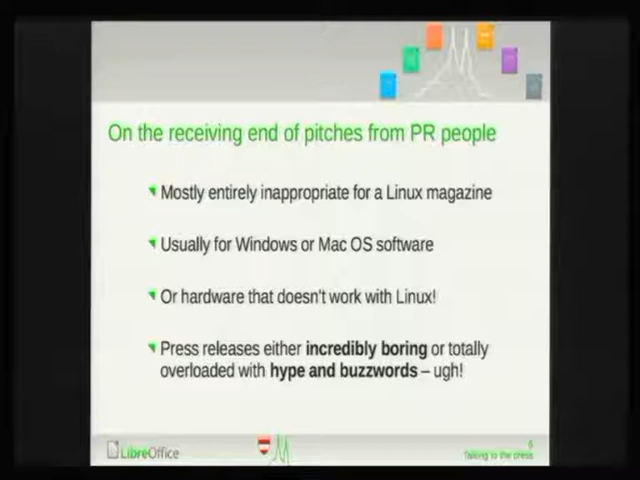 On the receiving end of pitches from PR people
Mostly entirely inappropriate for a Linux magazine
Usually for Windows or Mac OS software
Or hardware that doesn't work with Linux!
Press releases either incredibly boring or totally
overloaded with hype and buzzwords – ugh!
LibreOffice
6
Talking to the press